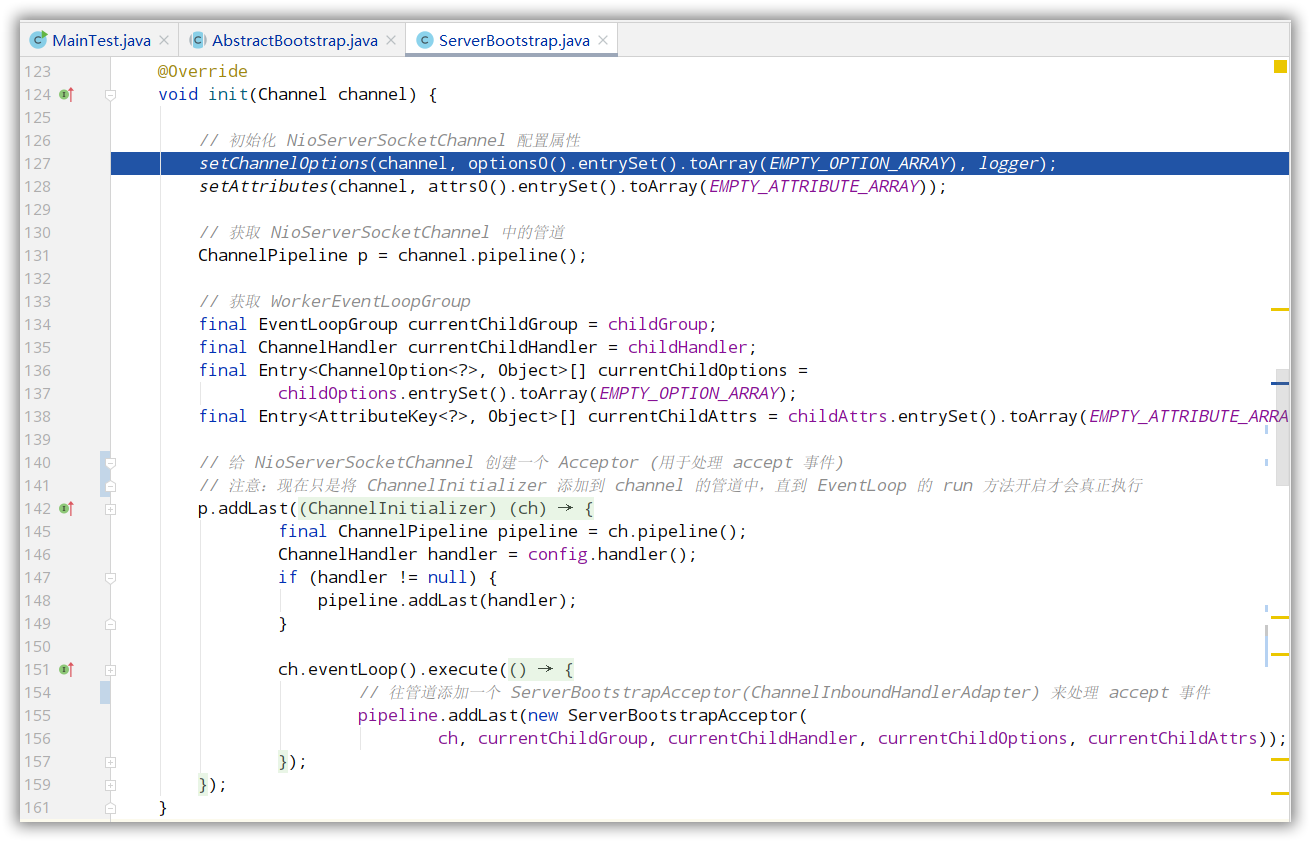 MainTest.java AbstractBootstrap.java ServerBootstrap.java
123 @Override
124 void init(Channel channel) {
125
126 // 初始化 NioServerSocketChannel 配置属性
127 setChannelOptions(channel, options0().entrySet().toArray(EMPTY_OPTION_ARRAY), logger);
128 setAttributes(channel, attrs0().entrySet().toArray(EMPTY_ATTRIBUTE_ARRAY));
129
130 // 获取 NioServerSocketChannel 中的管道
131 ChannelPipeline p = channel.pipeline();
132
133 // 获取 WorkerEventLoopGroup
134 final EventLoopGroup currentChildGroup = childGroup;
135 final ChannelHandler currentChildHandler = childHandler;
136 final Entry<ChannelOption<?>, Object>[] currentChildOptions =
137 childOptions.entrySet().toArray(EMPTY_OPTION_ARRAY);
138 final Entry<AttributeKey<?>, Object>[] currentChildAttrs = childAttrs.entrySet().toArray(EMPTY_ATTRIBUTE_ARRA
139
140 // 给 NioServerSocketChannel 创建一个 Acceptor (用于处理 accept 事件)
141 // 注意：现在只是将 ChannelInitializer 添加到 channel 的管道中，直到 EventLoop 的 run 方法开启才会真正执行
142 p.addLast((ChannelInitializer) (ch) → {
145 final ChannelPipeline pipeline = ch.pipeline();
146 ChannelHandler handler = config.handler();
147 if (handler != null) {
148 pipeline.addLast(handler);
149 }
150
151 ch.eventLoop().execute(() → {
154 // 往管道添加一个 ServerBootstrapAcceptor(ChannelInboundHandlerAdapter) 来处理 accept 事件
155 pipeline.addLast(new ServerBootstrapAcceptor(
156 ch, currentChildGroup, currentChildHandler, currentChildOptions, currentChildAttrs));
157 });
159 });
161 }